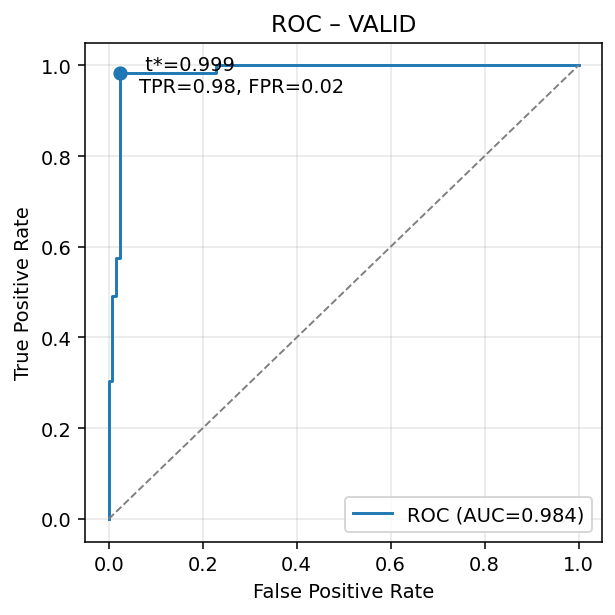 ROC – VALID
1.0
0.8
0.6
0.4
0.2
0.0
True Positive Rate
t*=0.999
TPR=0.98, FPR=0.02
ROC (AUC=0.984)
0.0 0.2 0.4 0.6 0.8 1.0
False Positive Rate